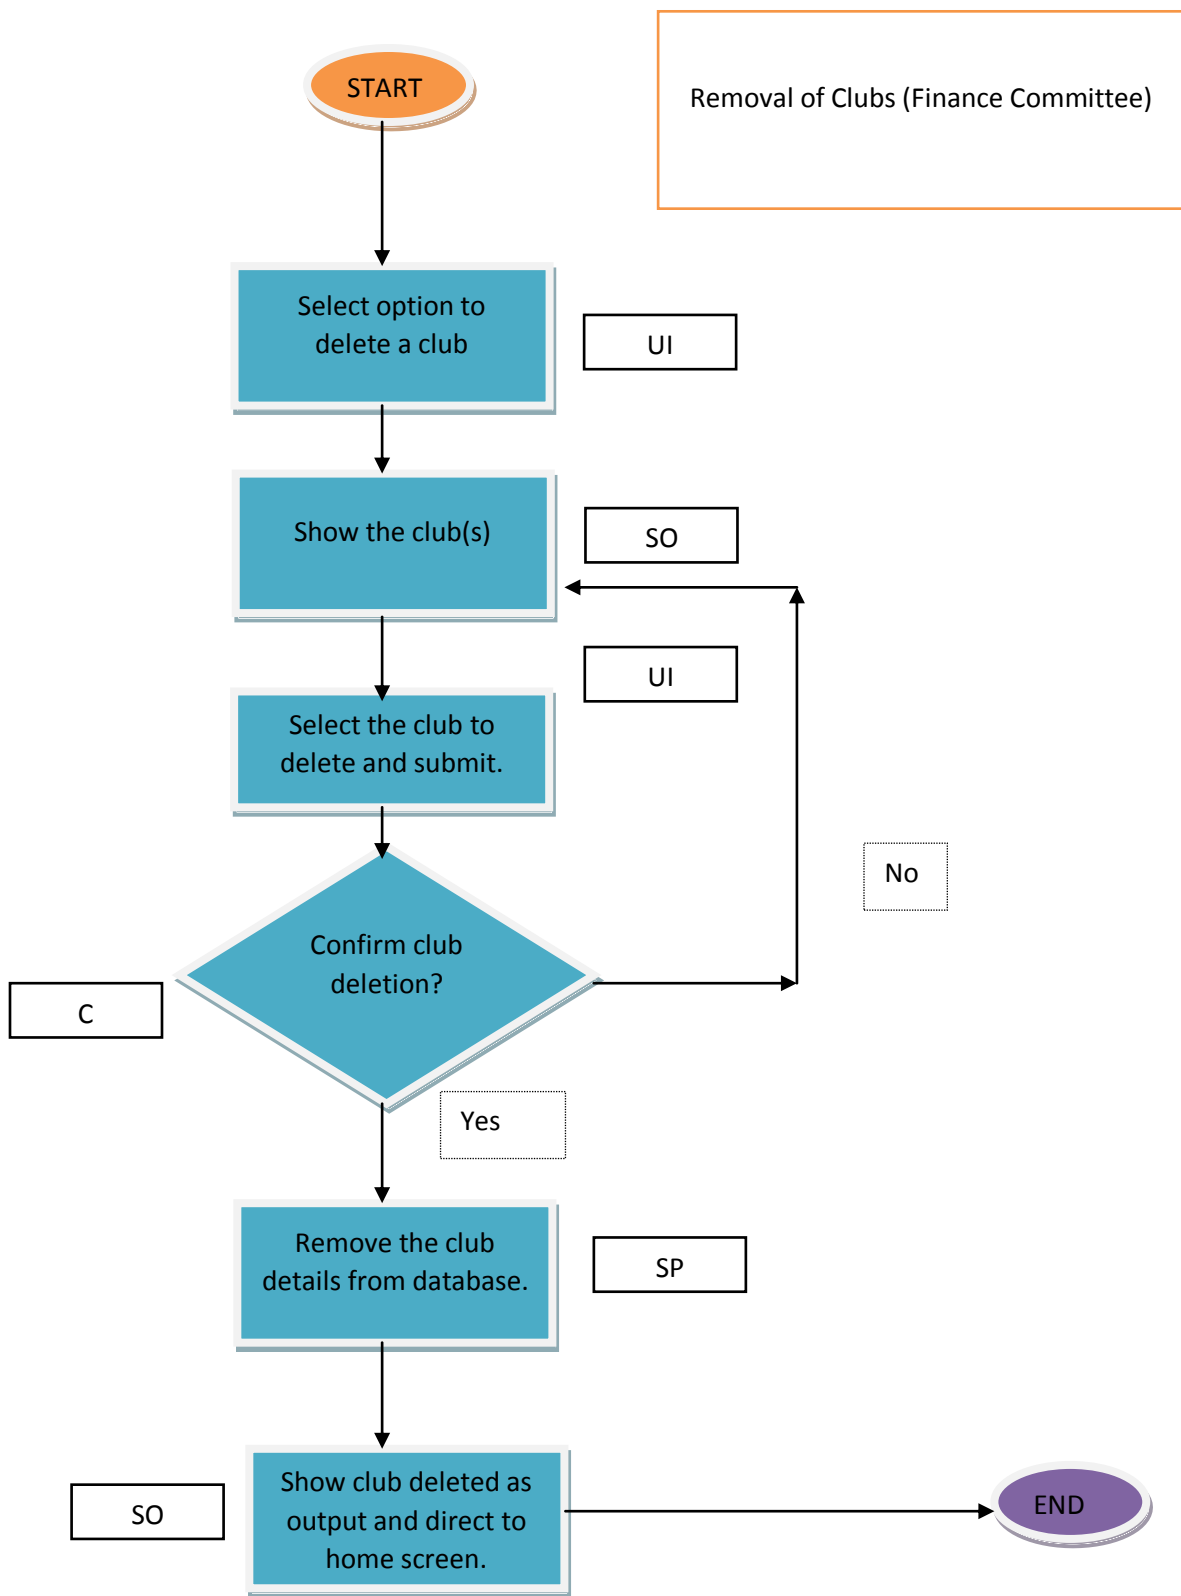 START
Removal of Clubs (Finance Committee)
Select option to
delete a club
UI
Show the club(s)
SO
UI
Select the club to
delete and submit.
No
Confirm club
deletion?
C
Yes
Remove the club
details from database.
SP
Show club deleted as
output and direct to
home screen.
SO
END